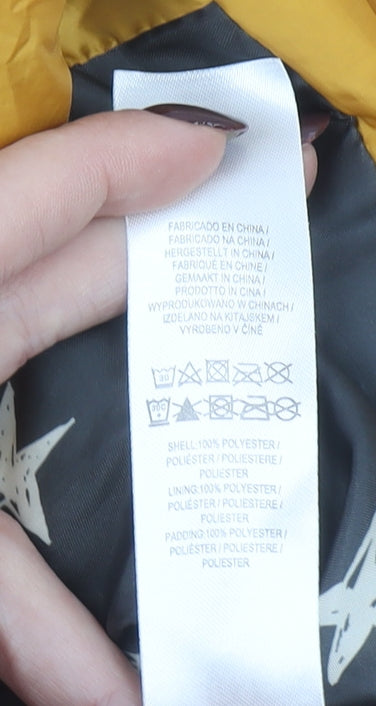 FABRICADO EN CHINA /
FABRICADO NA CHINA /
HERGESTELLT IN CHINA /
FABRIQUÉ EN CHINE /
GEMAAKT IN CHINA /
PRODOTTO IN CINA /
WYPRODUKOWANO W CHINACH /
IZDELANO NA KITAJSKEM /
VYROBENO V ČÍNĚ
30
30C
SHELL:100% POLYESTER /
POLIÉSTER / POLIESTERE /
POLIESTER
LINING:100% POLYESTER /
POLIÉSTER / POLIESTERE /
POLIESTER
PADDING:100% POLYESTER /
POLIÉSTER / POLIESTERE /
POLIESTER